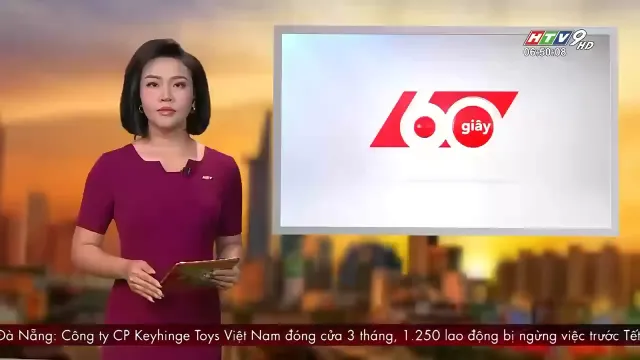 HTV9 HD
06:50:08
60 giây
Đà Nẵng: Công ty CP Keyhinge Toys Việt Nam đóng cửa 3 tháng, 1.250 lao động bị ngừng việc trước Tết